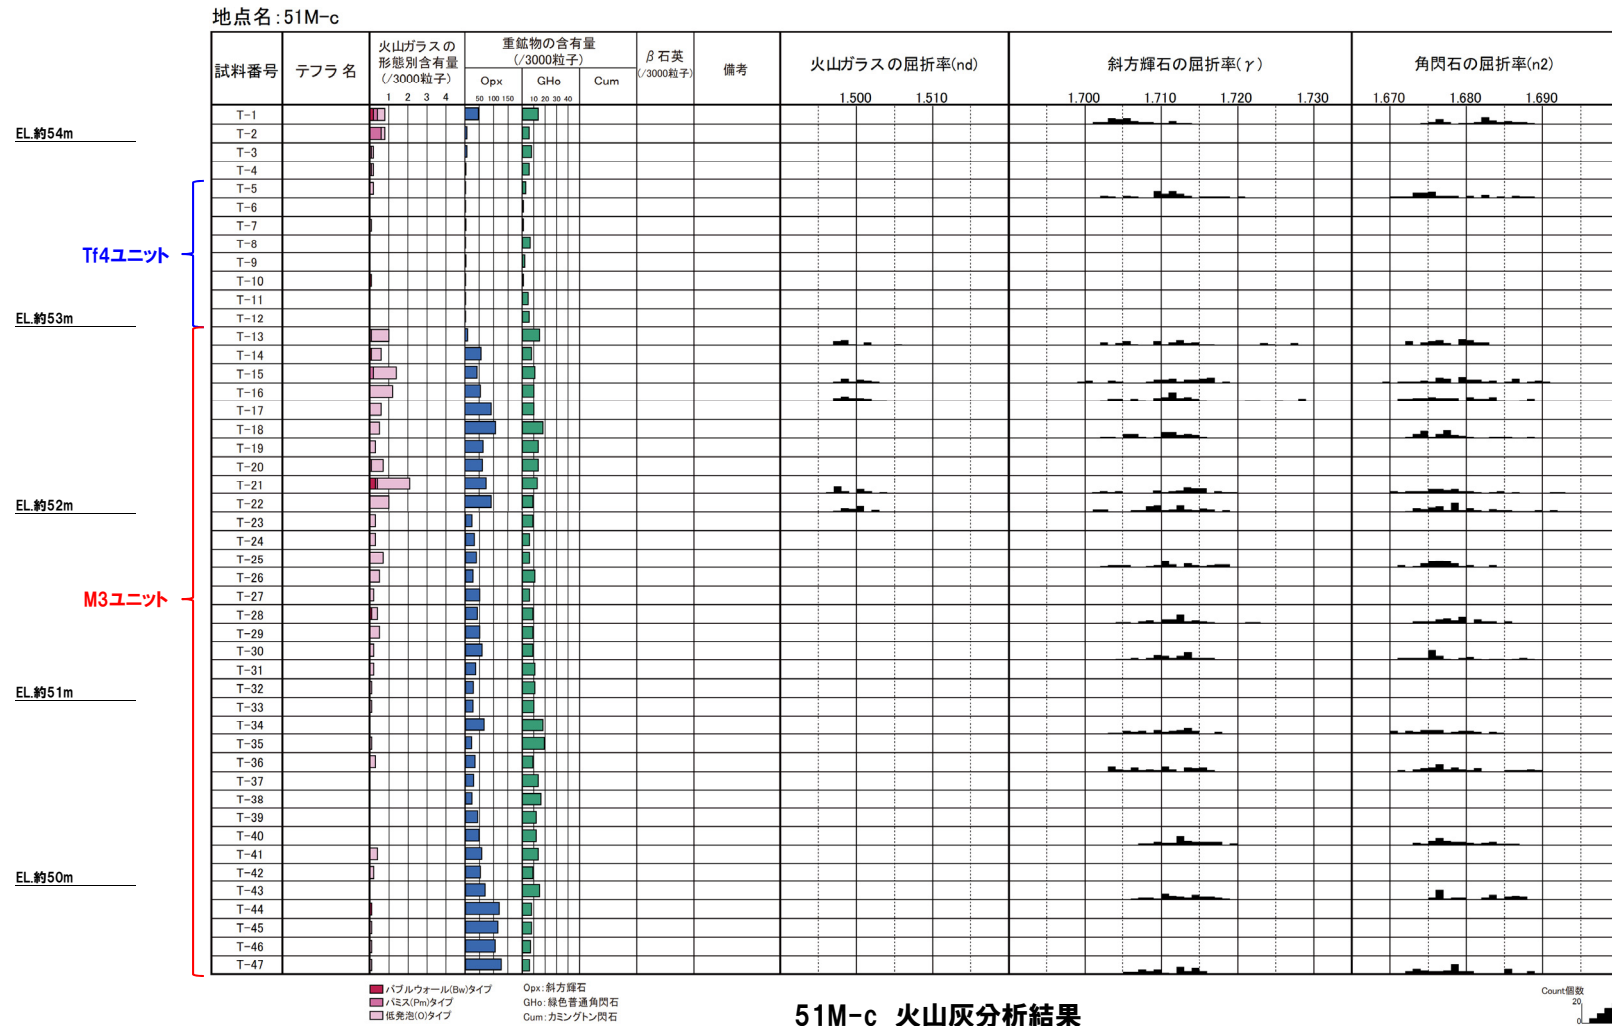 地点名：51M-c
試料番号
テフラ名
火山ガラスの
形態別含有量
(/3000粒子)
1 2 3 4
重鉱物の含有量
(/3000粒子)
Opx GHo Cum
50 100 150 10 20 30 40
β石英
(/3000粒子)
備考
火山ガラスの屈折率(nd)
1.500 1.510
斜方輝石の屈折率(γ)
1.700 1.710 1.720 1.730
角閃石の屈折率(n2)
1.670 1.680 1.690
T-1
EL.約54m
T-2
T-3
T-4
T-5
T-6
T-7
T-8
Tf4ユニット
T-9
T-10
T-11
EL.約53m
T-12
T-13
T-14
T-15
T-16
T-17
T-18
T-19
T-20
T-21
EL.約52m
T-22
T-23
T-24
T-25
T-26
T-27
M3ユニット
T-28
T-29
T-30
T-31
T-32
EL.約51m
T-33
T-34
T-35
T-36
T-37
T-38
T-39
T-40
T-41
T-42
EL.約50m
T-43
T-44
T-45
T-46
T-47
バブルウォール(Bw)タイプ
パミス(Pm)タイプ
低発泡(O)タイプ
Opx：斜方輝石
GHo：緑色普通角閃石
Cum：カミングトン閃石
51M-c 火山灰分析結果
Count個数
20
0